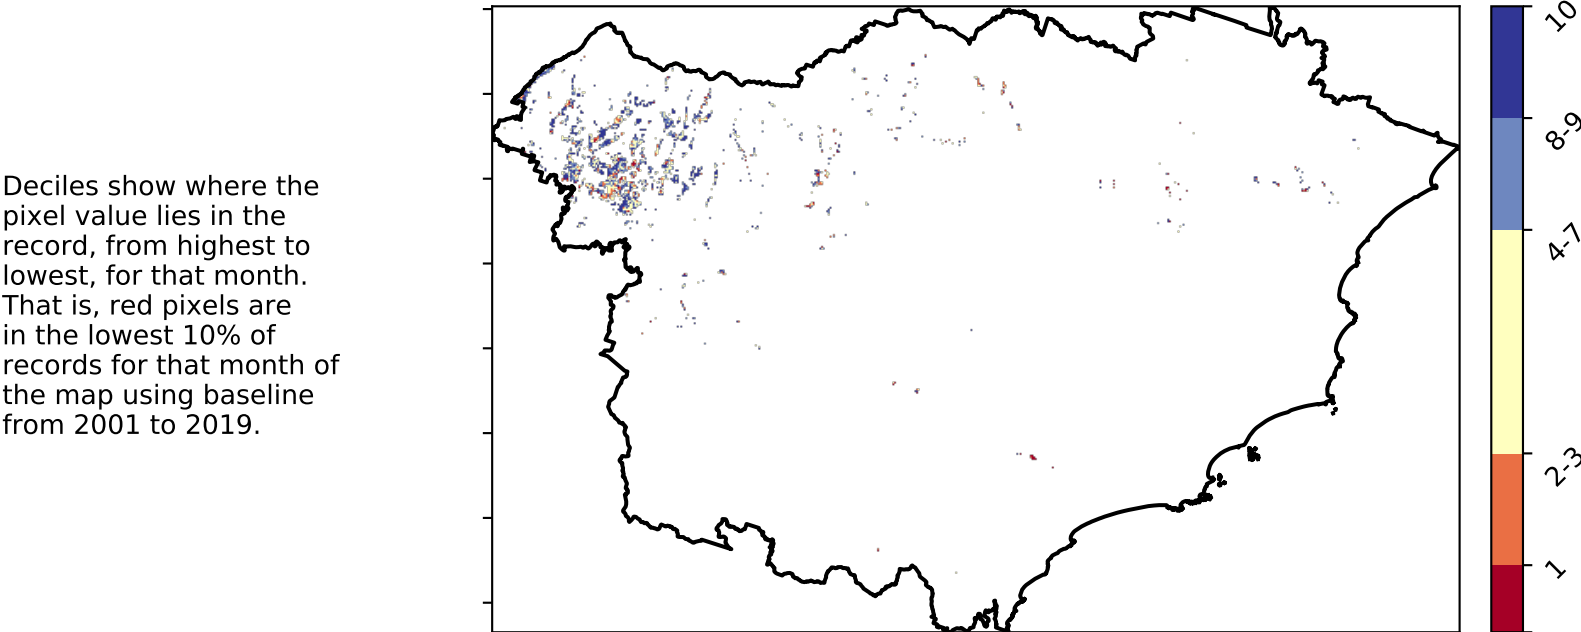 Deciles show where the
pixel value lies in the
record, from highest to
lowest, for that month.
That is, red pixels are
in the lowest 10% of
records for that month of
the map using baseline
from 2001 to 2019.
10
8-9
4-7
2-3
1